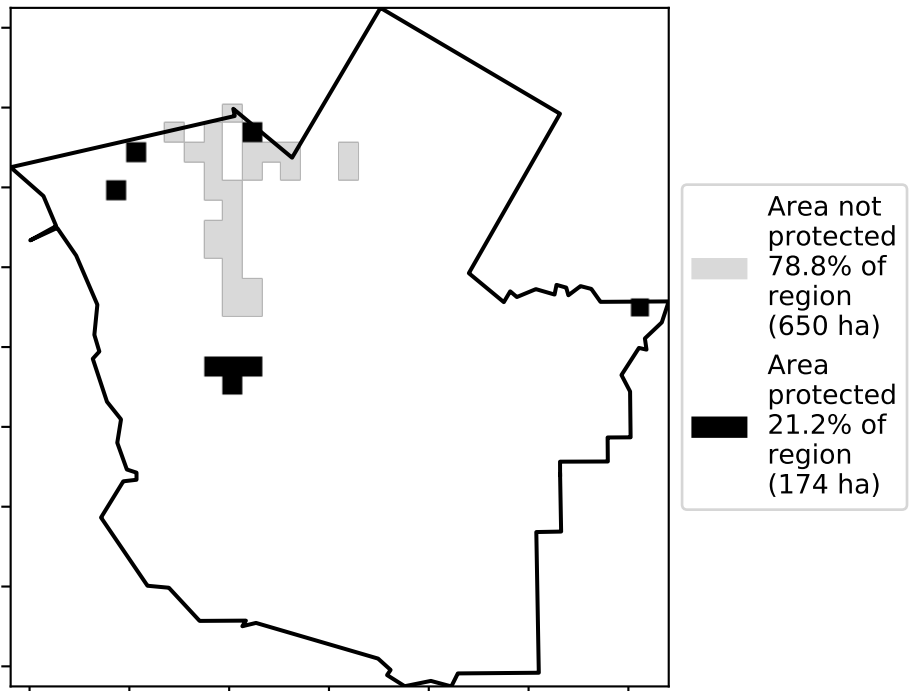 Area not
protected
78.8% of
region
(650 ha)
Area
protected
21.2% of
region
(174 ha)